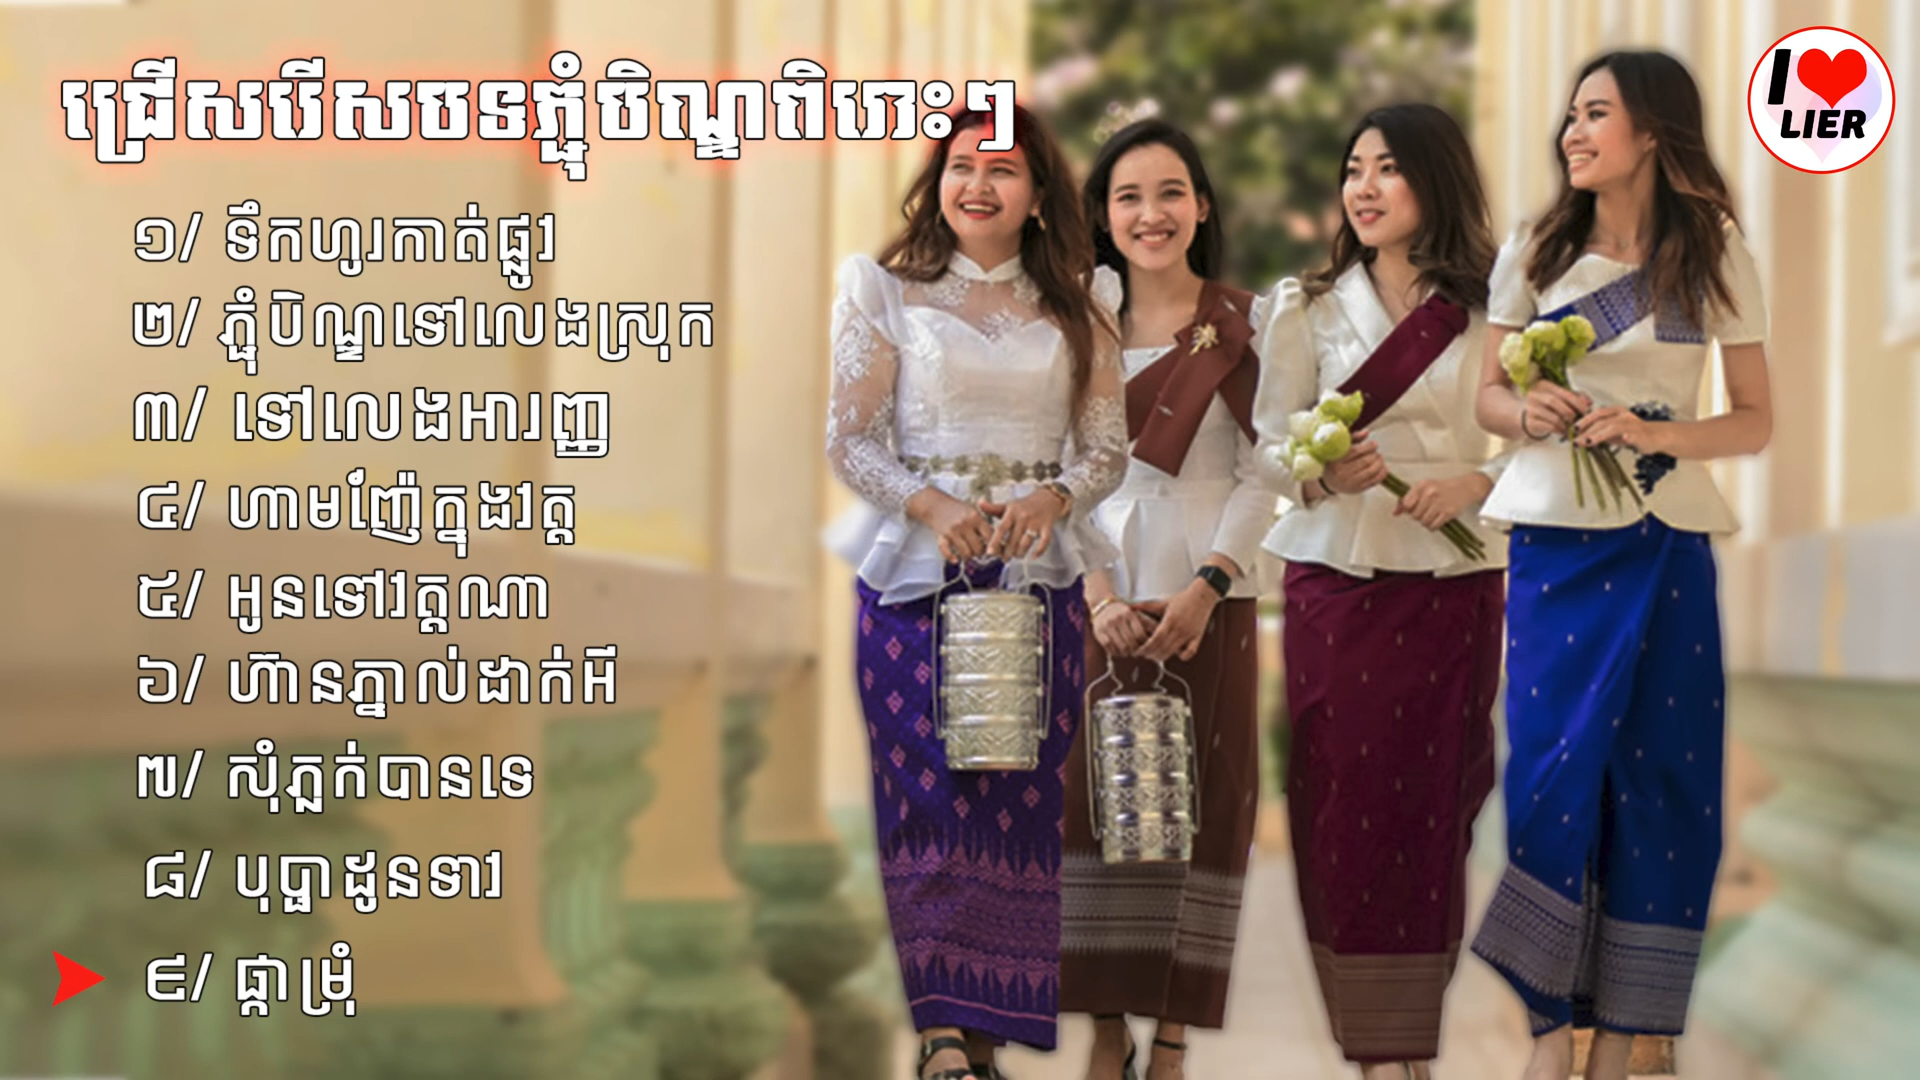 ជ្រើសរើសបទភ្ជុំបិណ្ឌពិរោះៗ
I
LIER
១/ ទឹកហូរកាត់ផ្លូវ
២/ ភ្ជុំបិណ្ឌទៅលេងស្រុក
៣/ ទៅលេងអារញ្ញ
៤/ ហាមញ៉ែក្នុងវត្ត
៥/ អូនទៅវត្តណា
៦/ ហ៊ានភ្នាល់ដាក់អី
៧/ សុំភ្លក់បានទេ
៨/ បុប្ផាដូនទាវ
៩/ ផ្កាម្រុំ